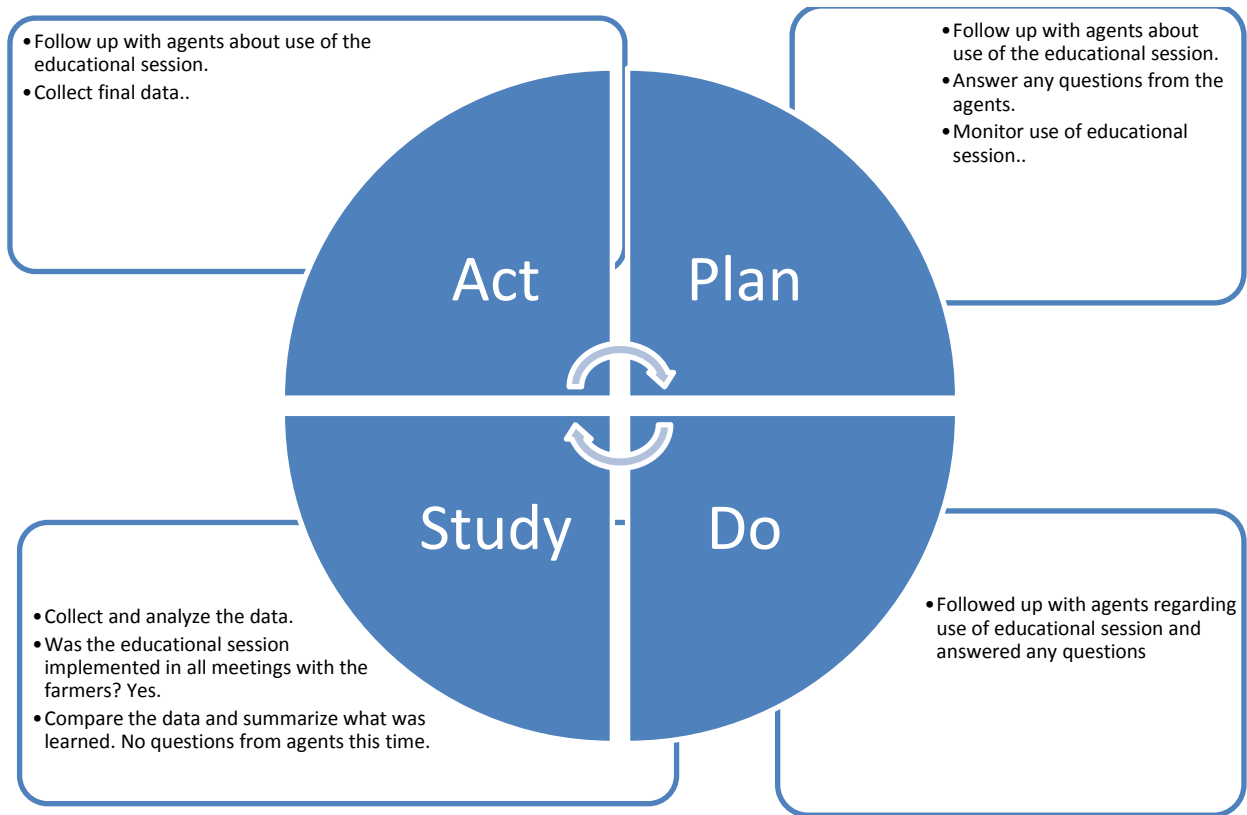 •Follow up with agents about use of the
educational session.
•Collect final data..
•Follow up with agents about
use of the educational session.
•Answer any questions from the
agents.
•Monitor use of educational
session..
Act
Plan
Study
Do
•Collect and analyze the data.
•Was the educational session
implemented in all meetings with the
farmers? Yes.
•Compare the data and summarize what was
learned. No questions from agents this time.
•Followed up with agents regarding
use of educational session and
answered any questions